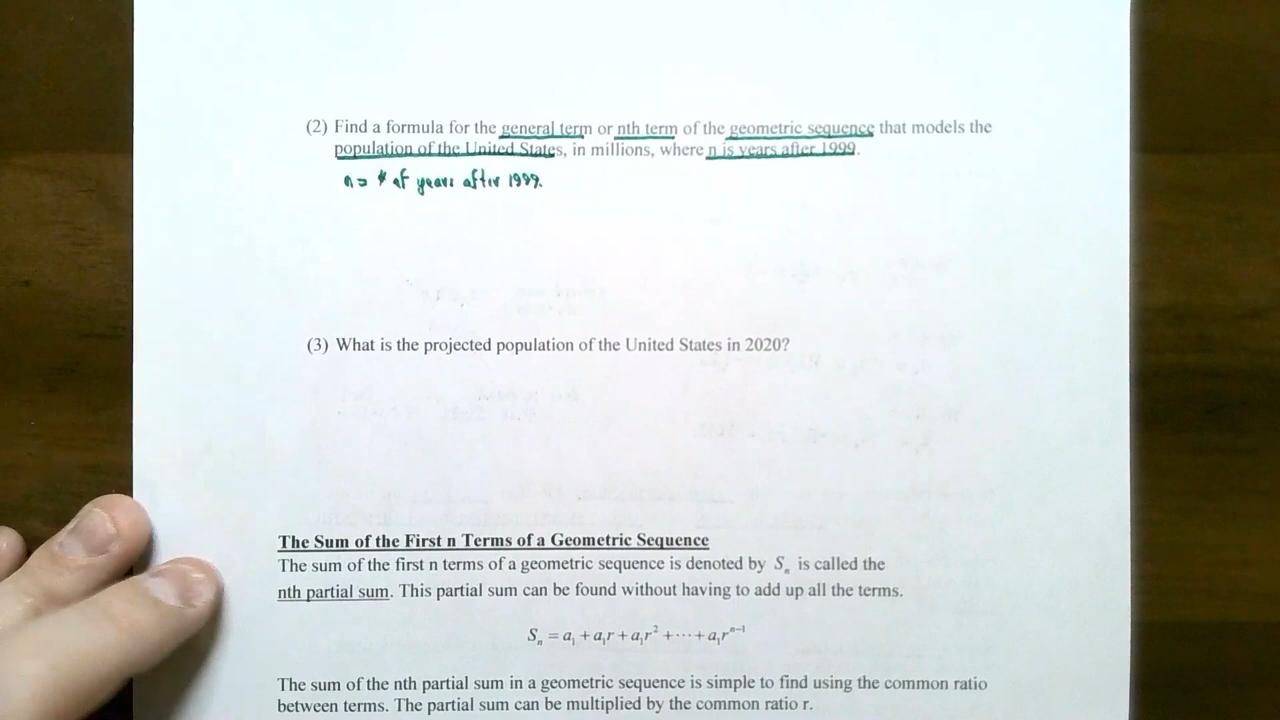 (2) Find a formula for the general term or nth term of the geometric sequence that models the
population of the United States, in millions, where n is years after 1999.
n = # of years after 1999.
(3) What is the projected population of the United States in 2020?
The Sum of the First n Terms of a Geometric Sequence
The sum of the first n terms of a geometric sequence is denoted by Sₙ is called the
nth partial sum. This partial sum can be found without having to add up all the terms.
Sₙ = a₁ + a₁r + a₁r² + ⋯ + a₁rⁿ⁻¹
The sum of the nth partial sum in a geometric sequence is simple to find using the common ratio
between terms. The partial sum can be multiplied by the common ratio r.